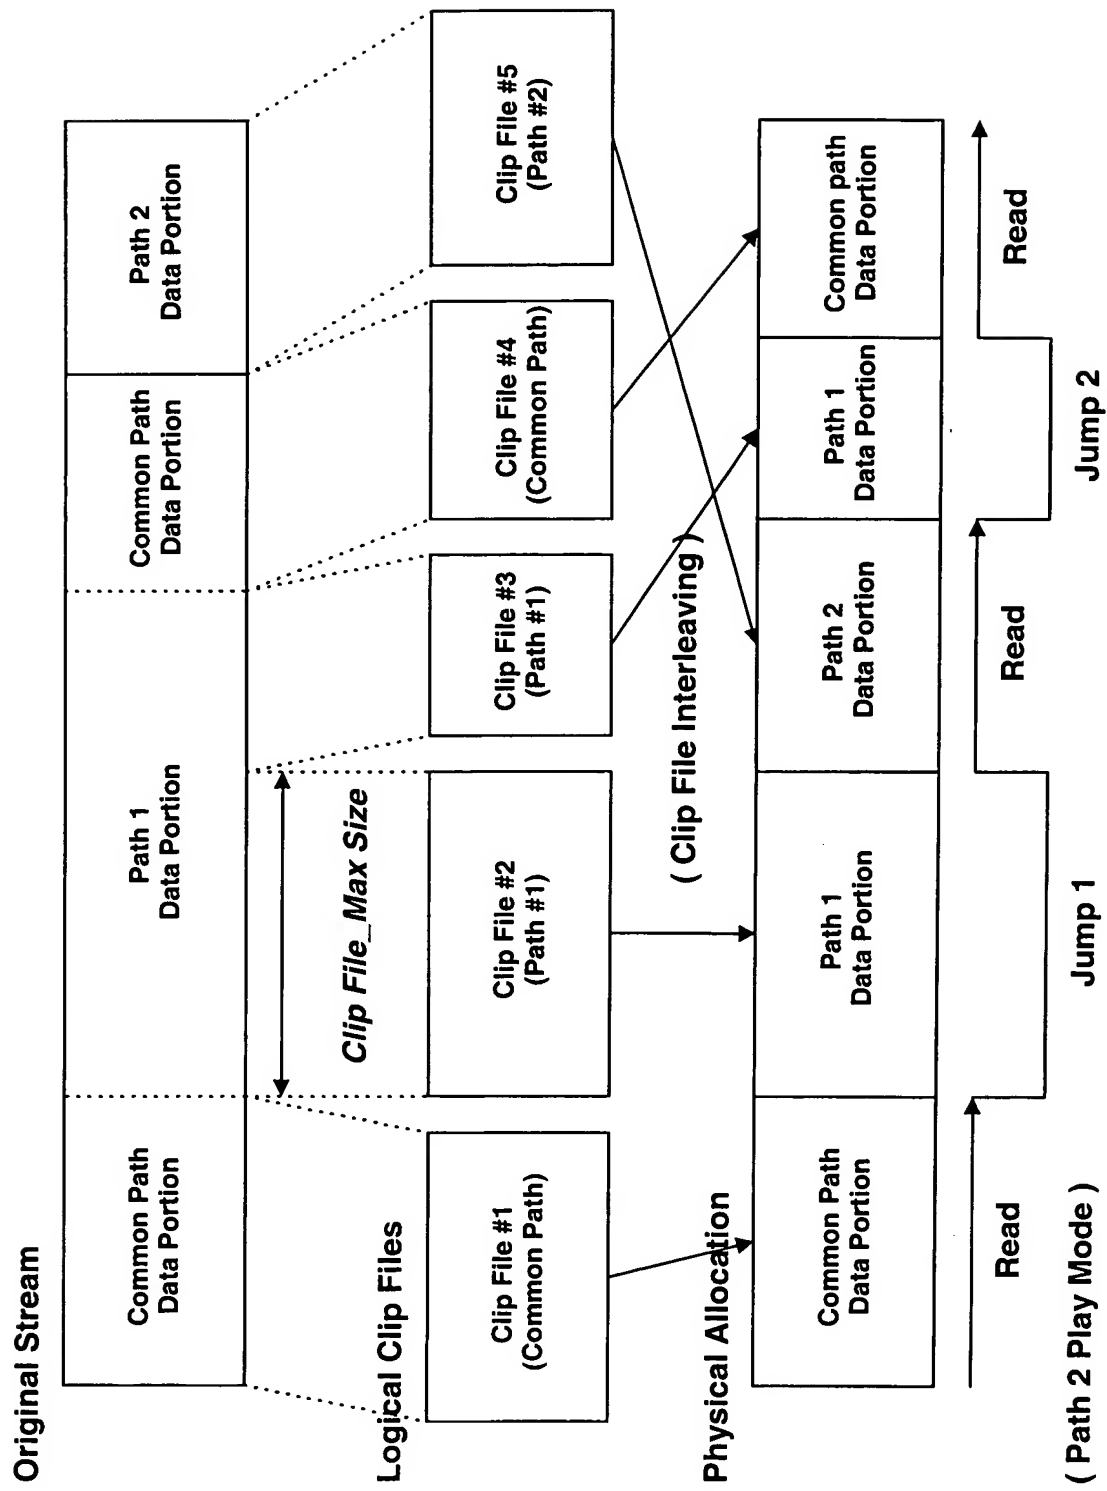 Original Stream
Common Path
Data Portion
Path 1
Data Portion
Common Path
Data Portion
Path 2
Data Portion
Clip File_Max Size
Logical Clip Files
Clip File #1
(Common Path)
Clip File #2
(Path #1)
Clip File #3
(Path #1)
Clip File #4
(Common Path)
Clip File #5
(Path #2)
( Clip File Interleaving )
Physical Allocation
Common Path
Data Portion
Path 1
Data Portion
Path 2
Data Portion
Path 1
Data Portion
Common path
Data Portion
Read
Read
Read
( Path 2 Play Mode )
Jump 1
Jump 2